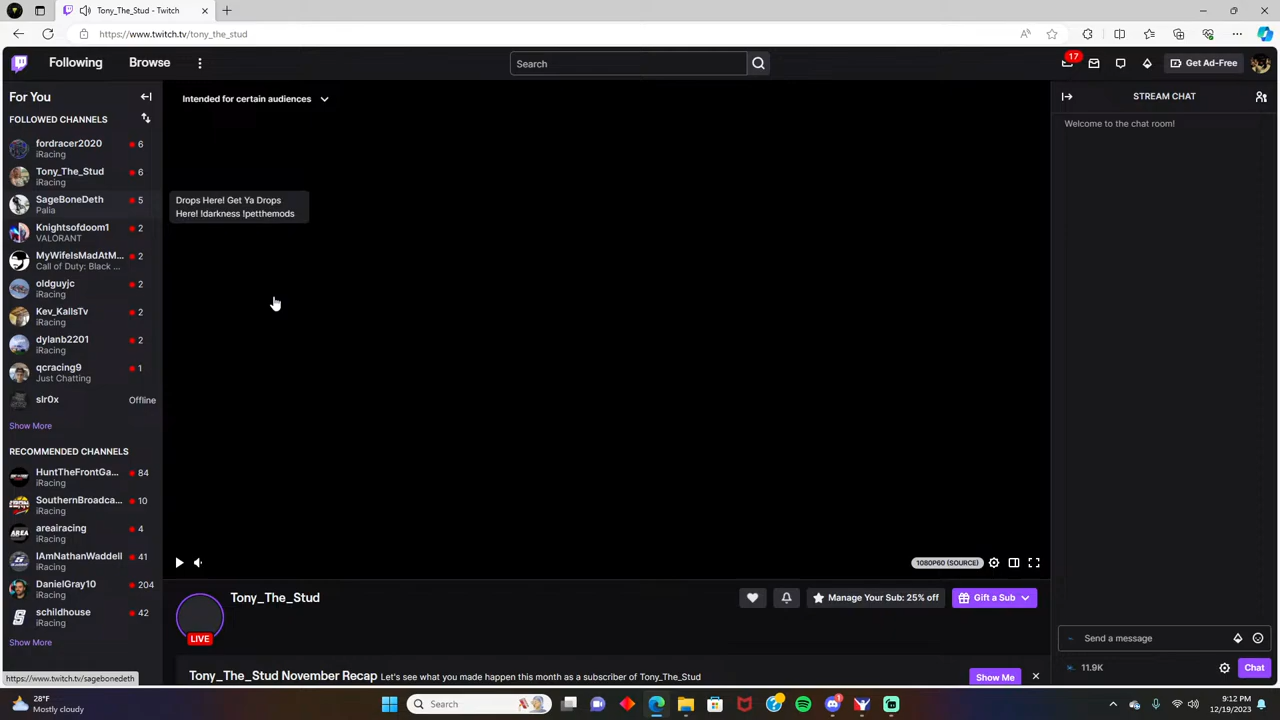 Tony_The_Stud - Twitch
https://www.twitch.tv/tony_the_stud
Following
Browse
Search
17
Get Ad-Free
For You
FOLLOWED CHANNELS
fordracer2020
6
iRacing
Tony_The_Stud
6
iRacing
SageBoneDeth
5
Palia
Knightsofdoom1
2
VALORANT
MyWifeIsMadAtM...
2
Call of Duty: Black ...
oldguyjc
2
iRacing
Kev_KallsTv
2
iRacing
dylanb2201
2
iRacing
qcracing9
1
Just Chatting
slr0x
Offline
Show More
RECOMMENDED CHANNELS
HuntTheFrontGa...
84
iRacing
SouthernBroadca...
10
iRacing
areairacing
4
iRacing
IAmNathanWaddell
41
iRacing
DanielGray10
204
iRacing
schildhouse
42
iRacing
Show More
https://www.twitch.tv/sagebonedeth
Intended for certain audiences
Drops Here! Get Ya Drops
Here! !darkness !petthemods
1080P60 (SOURCE)
Tony_The_Stud
LIVE
Manage Your Sub: 25% off
Gift a Sub
Tony_The_Stud November Recap Let's see what you made happen this month as a subscriber of Tony_The_Stud
Show Me
STREAM CHAT
Welcome to the chat room!
Send a message
11.9K
Chat
28°F
Mostly cloudy
Search
1
9:12 PM
12/19/2023